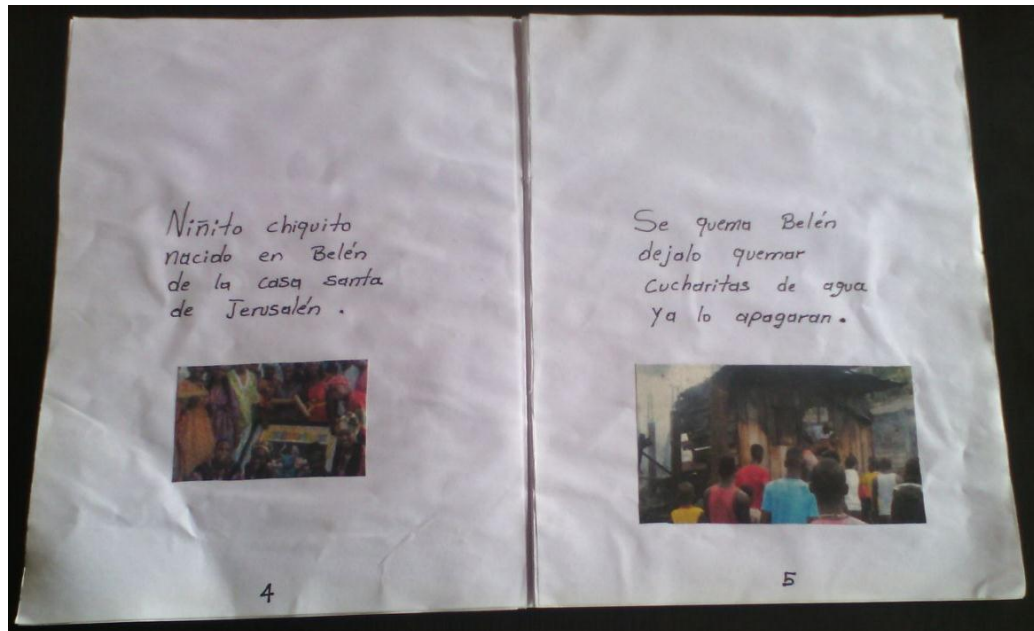 Niñito chiquito
nacido en Belén
de la casa santa
de Jerusalén.
4
Se quema Belén
dejalo quemar
cucharitas de agua
ya lo apagaran.
5